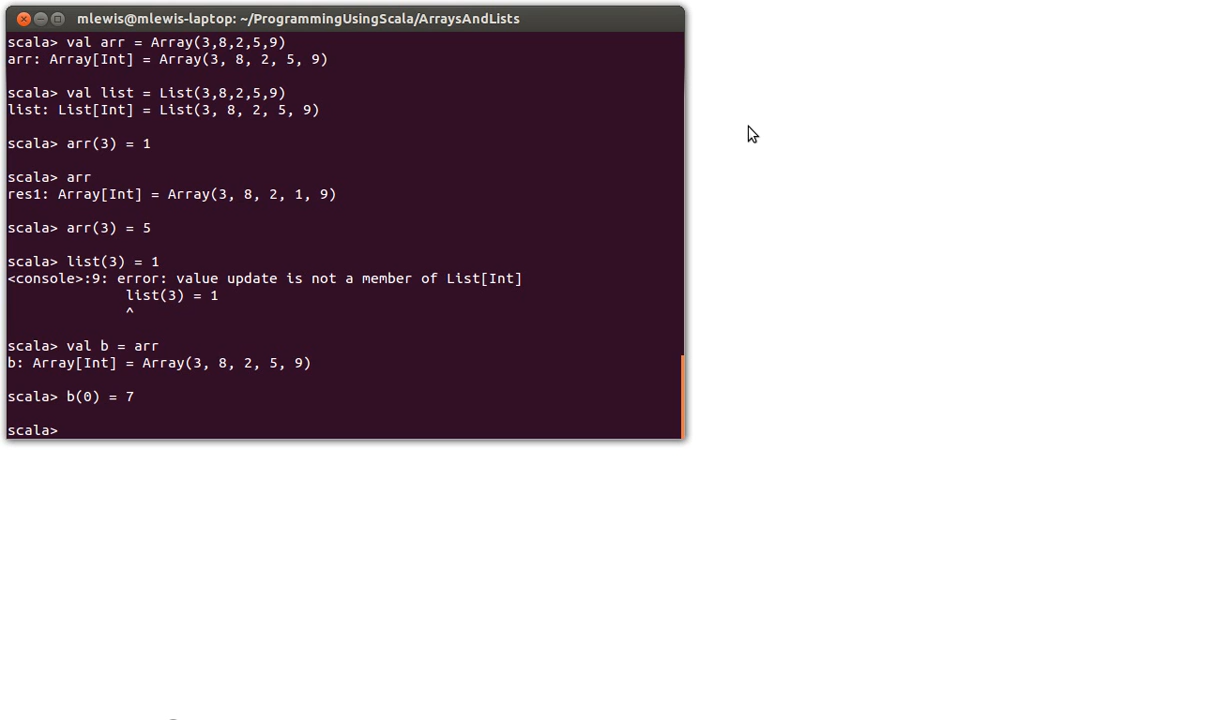 mlewis@mlewis-laptop: ~/ProgrammingUsingScala/ArraysAndLists
scala> val arr = Array(3,8,2,5,9)
arr: Array[Int] = Array(3, 8, 2, 5, 9)
scala> val list = List(3,8,2,5,9)
list: List[Int] = List(3, 8, 2, 5, 9)
scala> arr(3) = 1
scala> arr
res1: Array[Int] = Array(3, 8, 2, 1, 9)
scala> arr(3) = 5
scala> list(3) = 1
<console>:9: error: value update is not a member of List[Int]
              list(3) = 1
              ^
scala> val b = arr
b: Array[Int] = Array(3, 8, 2, 5, 9)
scala> b(0) = 7
scala>